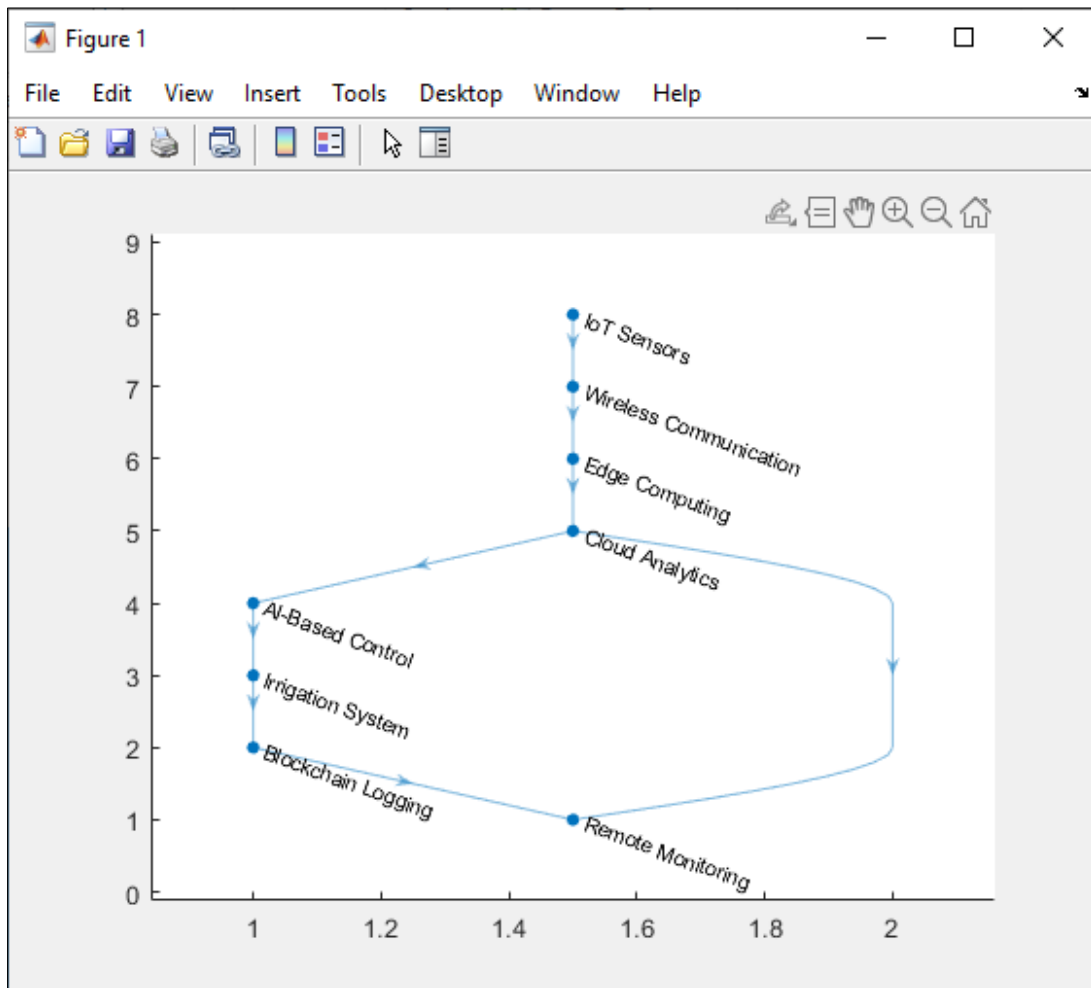 Figure 1
File Edit View Insert Tools Desktop Window Help
9
8
7
6
5
4
3
2
1
0
IoT Sensors
Wireless Communication
Edge Computing
Cloud Analytics
AI-Based Control
Irrigation System
Blockchain Logging
Remote Monitoring
1 1.2 1.4 1.6 1.8 2